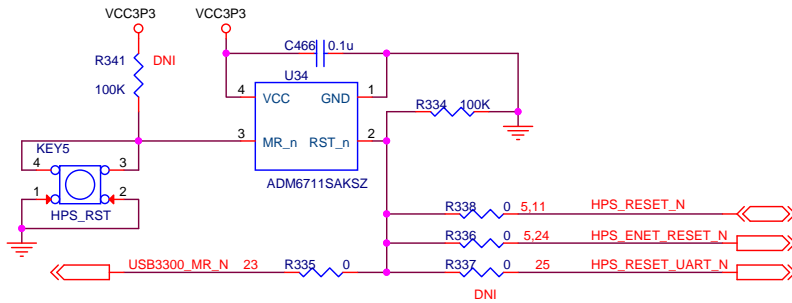 VCC3P3 VCC3P3
C466 0.1u
R341 DNI
U34
100K
4 VCC GND 1
R334 100K
3 MR_n RST_n 2
KEY5
4 3
ADM6711SAKSZ
1 2
HPS_RST
R338 0 5,11 HPS_RESET_N
R336 0 5,24 HPS_ENET_RESET_N
USB3300_MR_N 23 R335 0 R337 0 25 HPS_RESET_UART_N
DNI